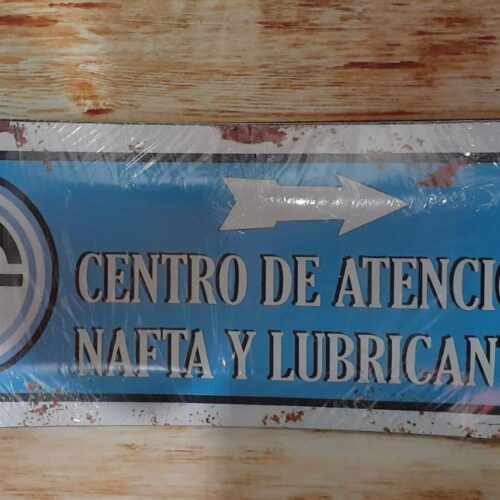 CENTRO DE ATENCIO
NAFTA Y LUBRICAN